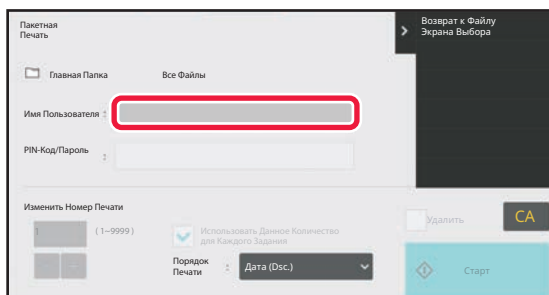 Пакетная
Печать
Возврат к Файлу
Экрана Выбора
Главная Папка
Все Файлы
Имя Пользователя :
PIN-Код/Пароль :
Изменить Номер Печати
1
( 1~9999 )
Использовать Данное Количество
для Каждого Задания
Порядок
Печати :
Дата (Dsc.)
Удалить
CA
Старт